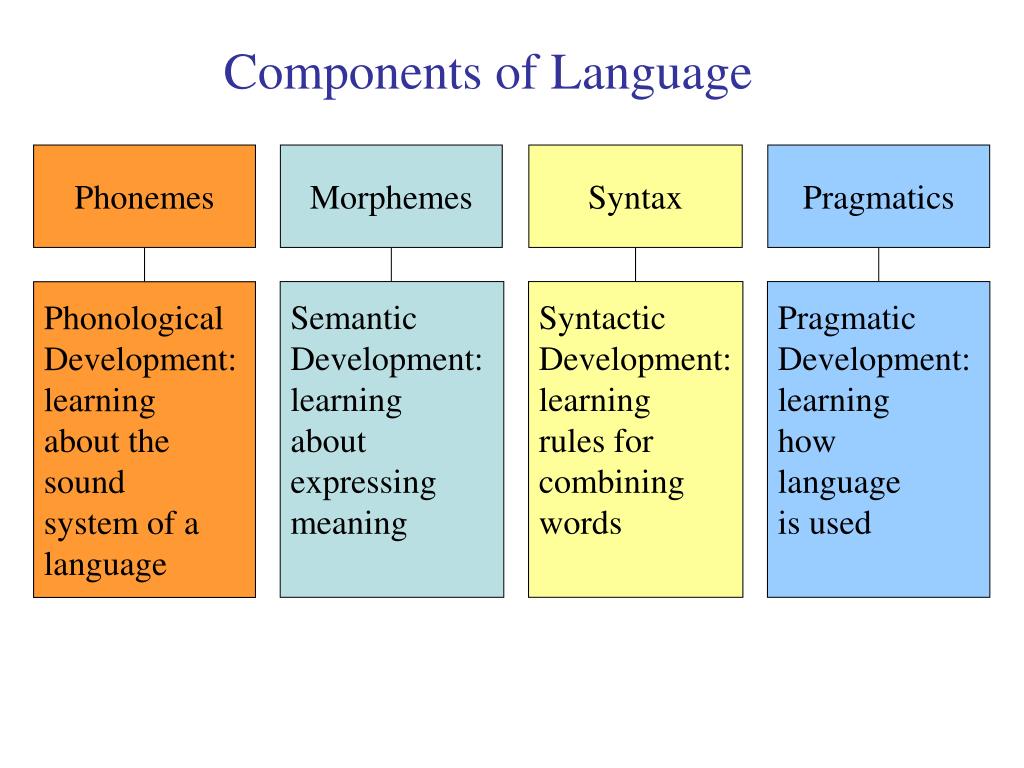 Components of Language
Phonemes
Morphemes
Syntax
Pragmatics
Phonological
Development:
learning
about the
sound
system of a
language
Semantic
Development:
learning
about
expressing
meaning
Syntactic
Development:
learning
rules for
combining
words
Pragmatic
Development:
learning
how
language
is used